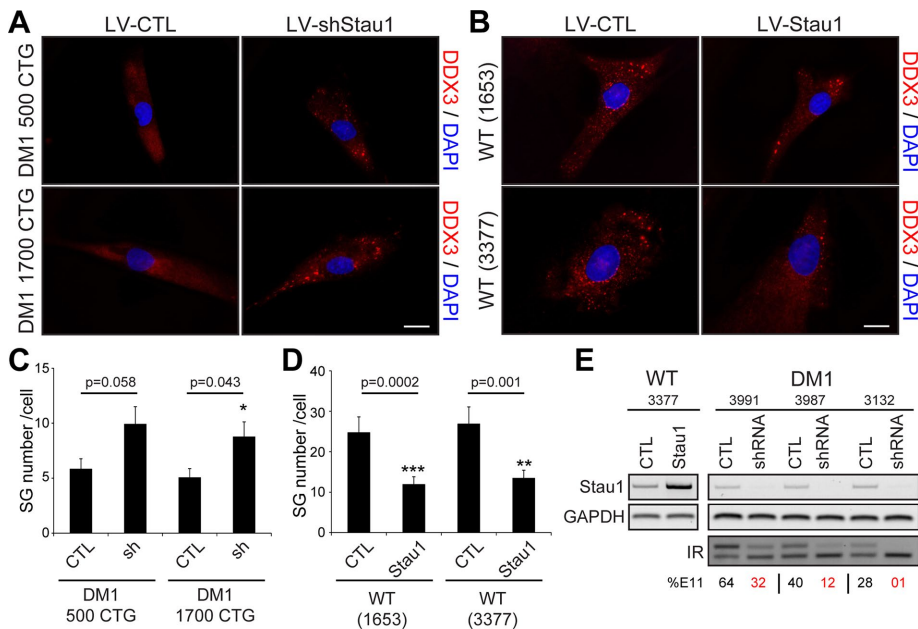 A
LV-CTL
LV-shStau1
DM1 500 CTG
DDX3 / DAPI
DM1 1700 CTG
DDX3 / DAPI
B
LV-CTL
LV-Stau1
WT (1653)
DDX3 / DAPI
WT (3377)
DDX3 / DAPI
C
SG number /cell
15
10
5
0
p=0.058
p=0.043
*
CTL
sh
CTL
sh
DM1
500 CTG
DM1
1700 CTG
D
SG number /cell
40
30
20
10
0
p=0.0002
p=0.001
***
**
CTL
Stau1
CTL
Stau1
WT
(1653)
WT
(3377)
E
WT
DM1
3377
3991
3987
3132
CTL
Stau1
CTL
shRNA
CTL
shRNA
CTL
shRNA
Stau1
GAPDH
IR
%E11 64 32 40 12 28 01